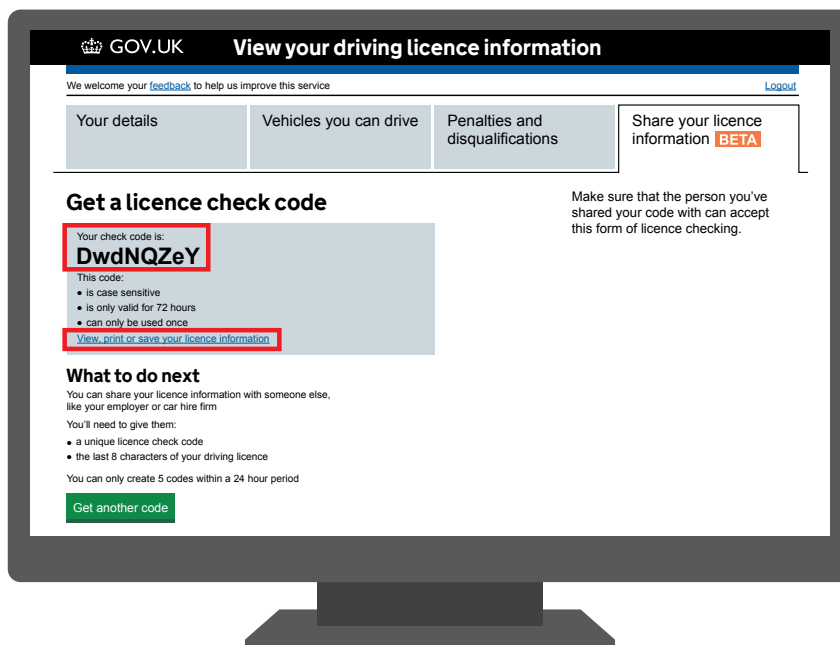 GOV.UK View your driving licence information
We welcome your feedback to help us improve this service
Logout
Your details
Vehicles you can drive
Penalties and
disqualifications
Share your licence
information BETA
Get a licence check code
Your check code is:
DwdNQZeY
This code:
• is case sensitive
• is only valid for 72 hours
• can only be used once
View, print or save your licence information
Make sure that the person you've
shared your code with can accept
this form of licence checking.
What to do next
You can share your licence information with someone else,
like your employer or car hire firm
You'll need to give them:
• a unique licence check code
• the last 8 characters of your driving licence
You can only create 5 codes within a 24 hour period
Get another code